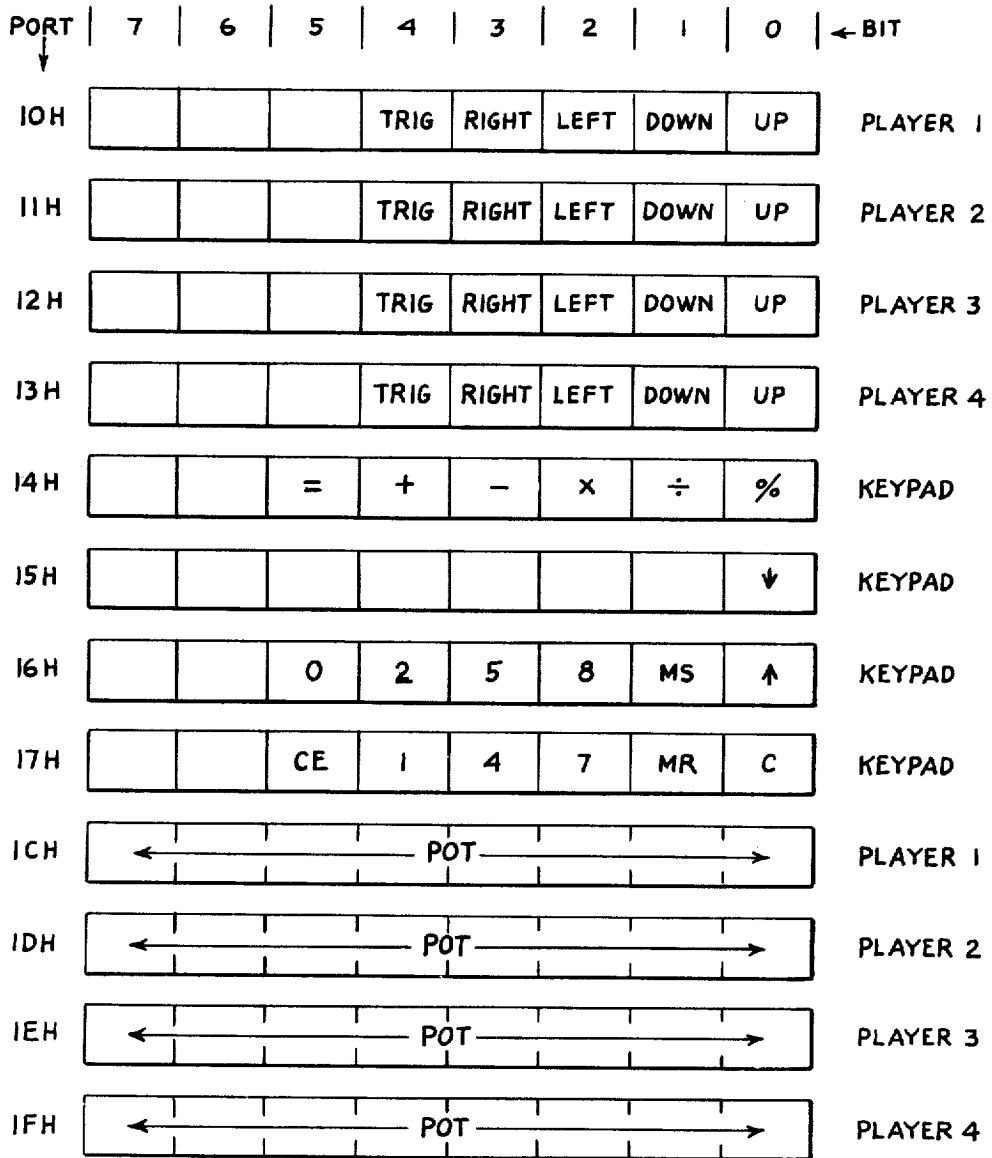 PORT | 7 | 6 | 5 | 4 | 3 | 2 | 1 | 0 | ← BIT
↓
10H TRIG RIGHT LEFT DOWN UP PLAYER 1
11H TRIG RIGHT LEFT DOWN UP PLAYER 2
12H TRIG RIGHT LEFT DOWN UP PLAYER 3
13H TRIG RIGHT LEFT DOWN UP PLAYER 4
14H = + - × ÷ % KEYPAD
15H ↓ KEYPAD
16H 0 2 5 8 MS ↑ KEYPAD
17H CE 1 4 7 MR C KEYPAD
1CH POT PLAYER 1
1DH POT PLAYER 2
1EH POT PLAYER 3
1FH POT PLAYER 4